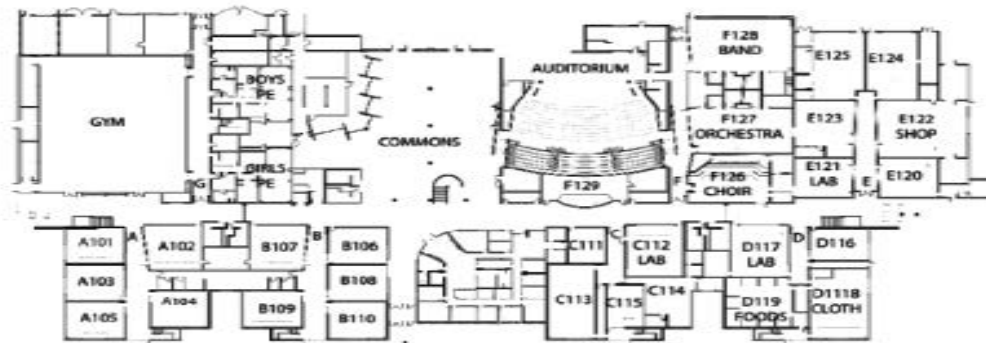 F128
BAND
E125
E124
AUDITORIUM
BOYS
PE
GYM
COMMONS
F127
ORCHESTRA
E123
E122
SHOP
GIRLS
PE
G
F129
F
F126
CHOIR
E121
LAB
E
E120
A101
A
A102
B107
B
B106
C111
C
C112
LAB
D117
LAB
D
D116
A103
B108
A104
B109
C113
C115
C114
D119
FOODS
D1118
CLOTH
A105
B110